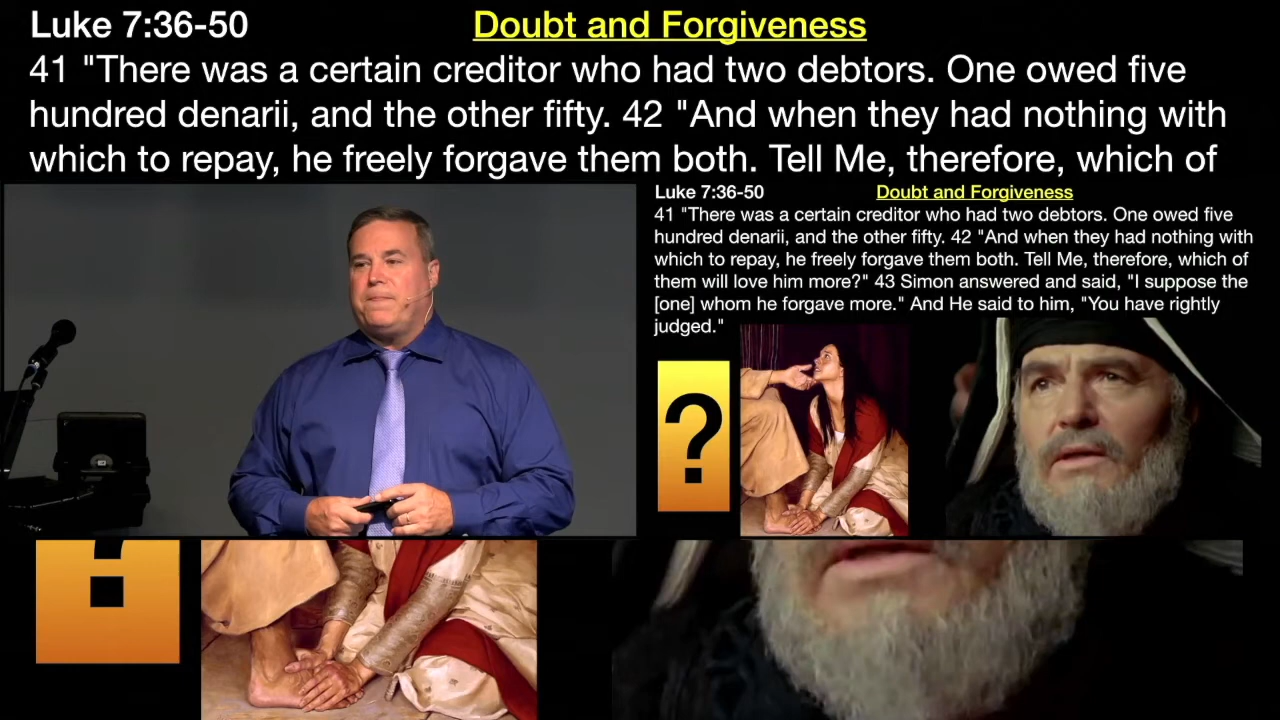 Luke 7:36-50 Doubt and Forgiveness
41 "There was a certain creditor who had two debtors. One owed five
hundred denarii, and the other fifty. 42 "And when they had nothing with
which to repay, he freely forgave them both. Tell Me, therefore, which of
Luke 7:36-50 Doubt and Forgiveness
41 "There was a certain creditor who had two debtors. One owed five
hundred denarii, and the other fifty. 42 "And when they had nothing with
which to repay, he freely forgave them both. Tell Me, therefore, which of
them will love him more?" 43 Simon answered and said, "I suppose the
[one] whom he forgave more." And He said to him, "You have rightly
judged."
?